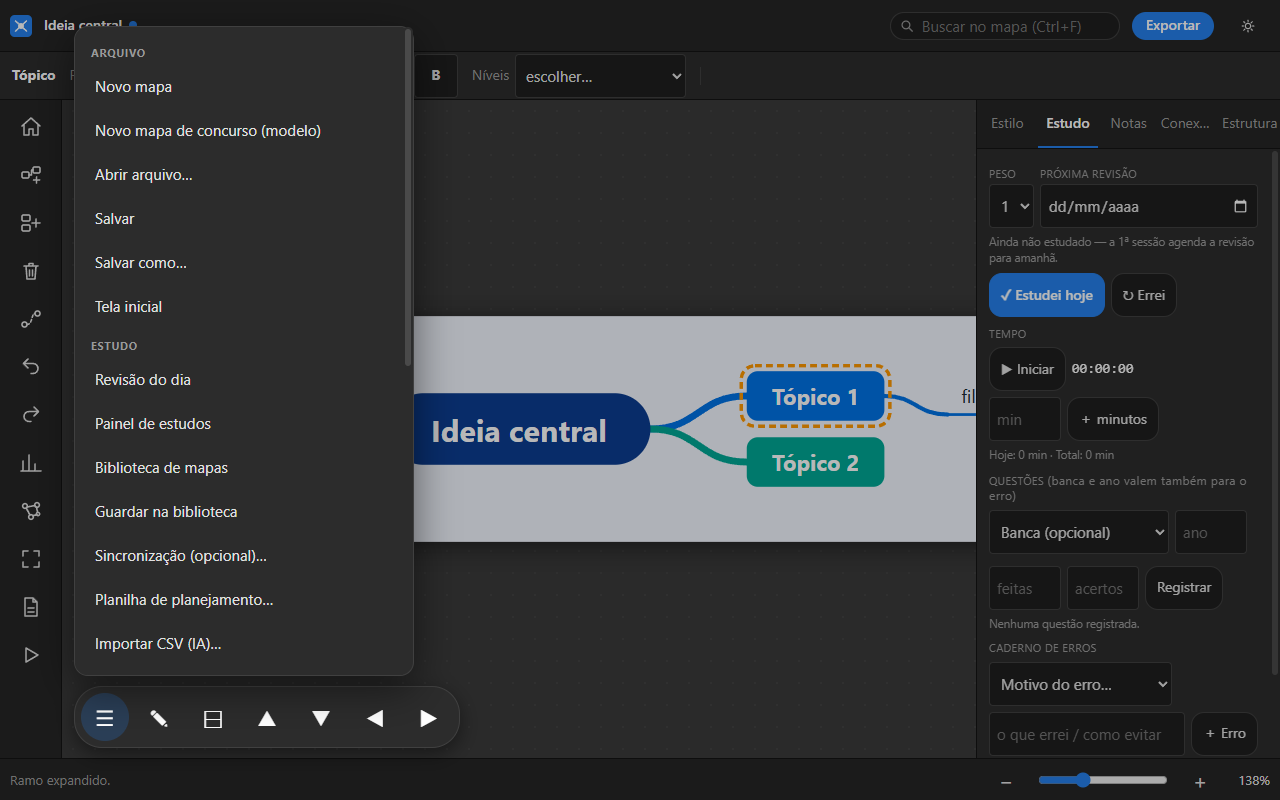 Ideia central
Buscar no mapa (Ctrl+F)
Exportar
Tópico
B
Níveis
escolher...
ARQUIVO
Novo mapa
Novo mapa de concurso (modelo)
Abrir arquivo...
Salvar
Salvar como...
Tela inicial
ESTUDO
Revisão do dia
Painel de estudos
Biblioteca de mapas
Guardar na biblioteca
Sincronização (opcional)...
Planilha de planejamento...
Importar CSV (IA)...
Ideia central
Tópico 1
Tópico 2
fil
Estilo
Estudo
Notas
Conex...
Estrutura
PESO
PRÓXIMA REVISÃO
1
dd/mm/aaaa
Ainda não estudado — a 1ª sessão agenda a revisão
para amanhã.
✓ Estudei hoje
↻ Errei
TEMPO
▶ Iniciar
00:00:00
min
+ minutos
Hoje: 0 min · Total: 0 min
QUESTÕES (banca e ano valem também para o
erro)
Banca (opcional)
ano
feitas
acertos
Registrar
Nenhuma questão registrada.
CADERNO DE ERROS
Motivo do erro...
o que errei / como evitar
+ Erro
Ramo expandido.
−
+
138%